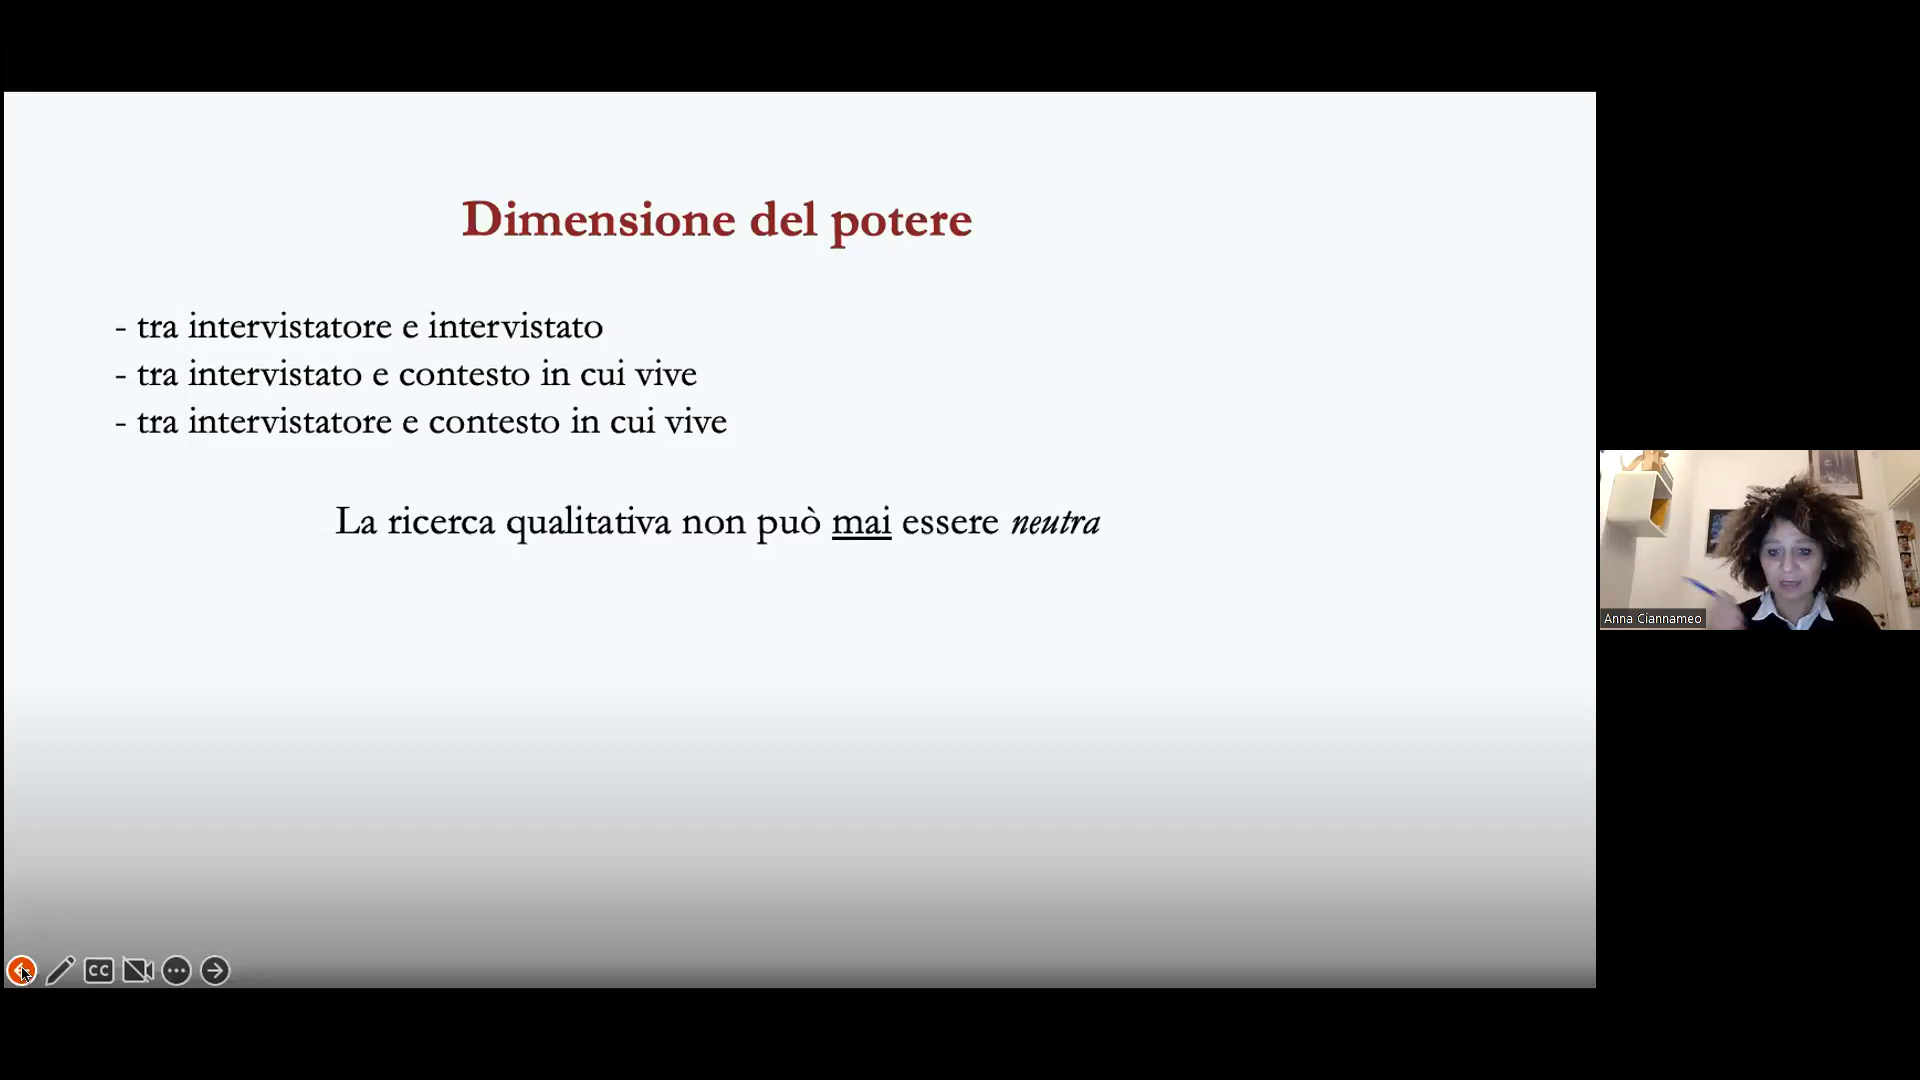 Dimensione del potere
- tra intervistatore e intervistato
- tra intervistato e contesto in cui vive
- tra intervistatore e contesto in cui vive
La ricerca qualitativa non può mai essere neutra
Anna Ciannameo
CC